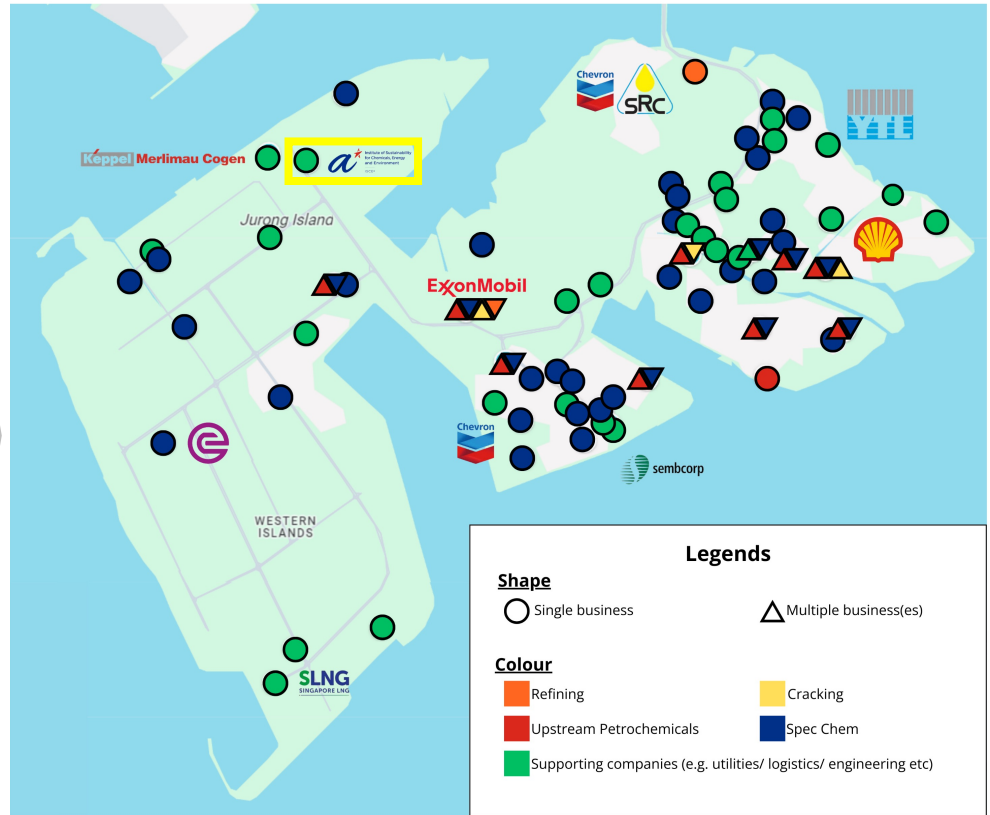 Chevron
SRC
YTL
Keppel Merlimau Cogen
a
Institute of Sustainability
for Chemicals, Energy
and Environment
Jurong Island
ExxonMobil
Chevron
sembcorp
WESTERN
ISLANDS
SLNG
SINGAPORE LNG
Legends
Shape
Single business
Multiple business(es)
Colour
Refining
Cracking
Upstream Petrochemicals
Spec Chem
Supporting companies (e.g. utilities/ logistics/ engineering etc)